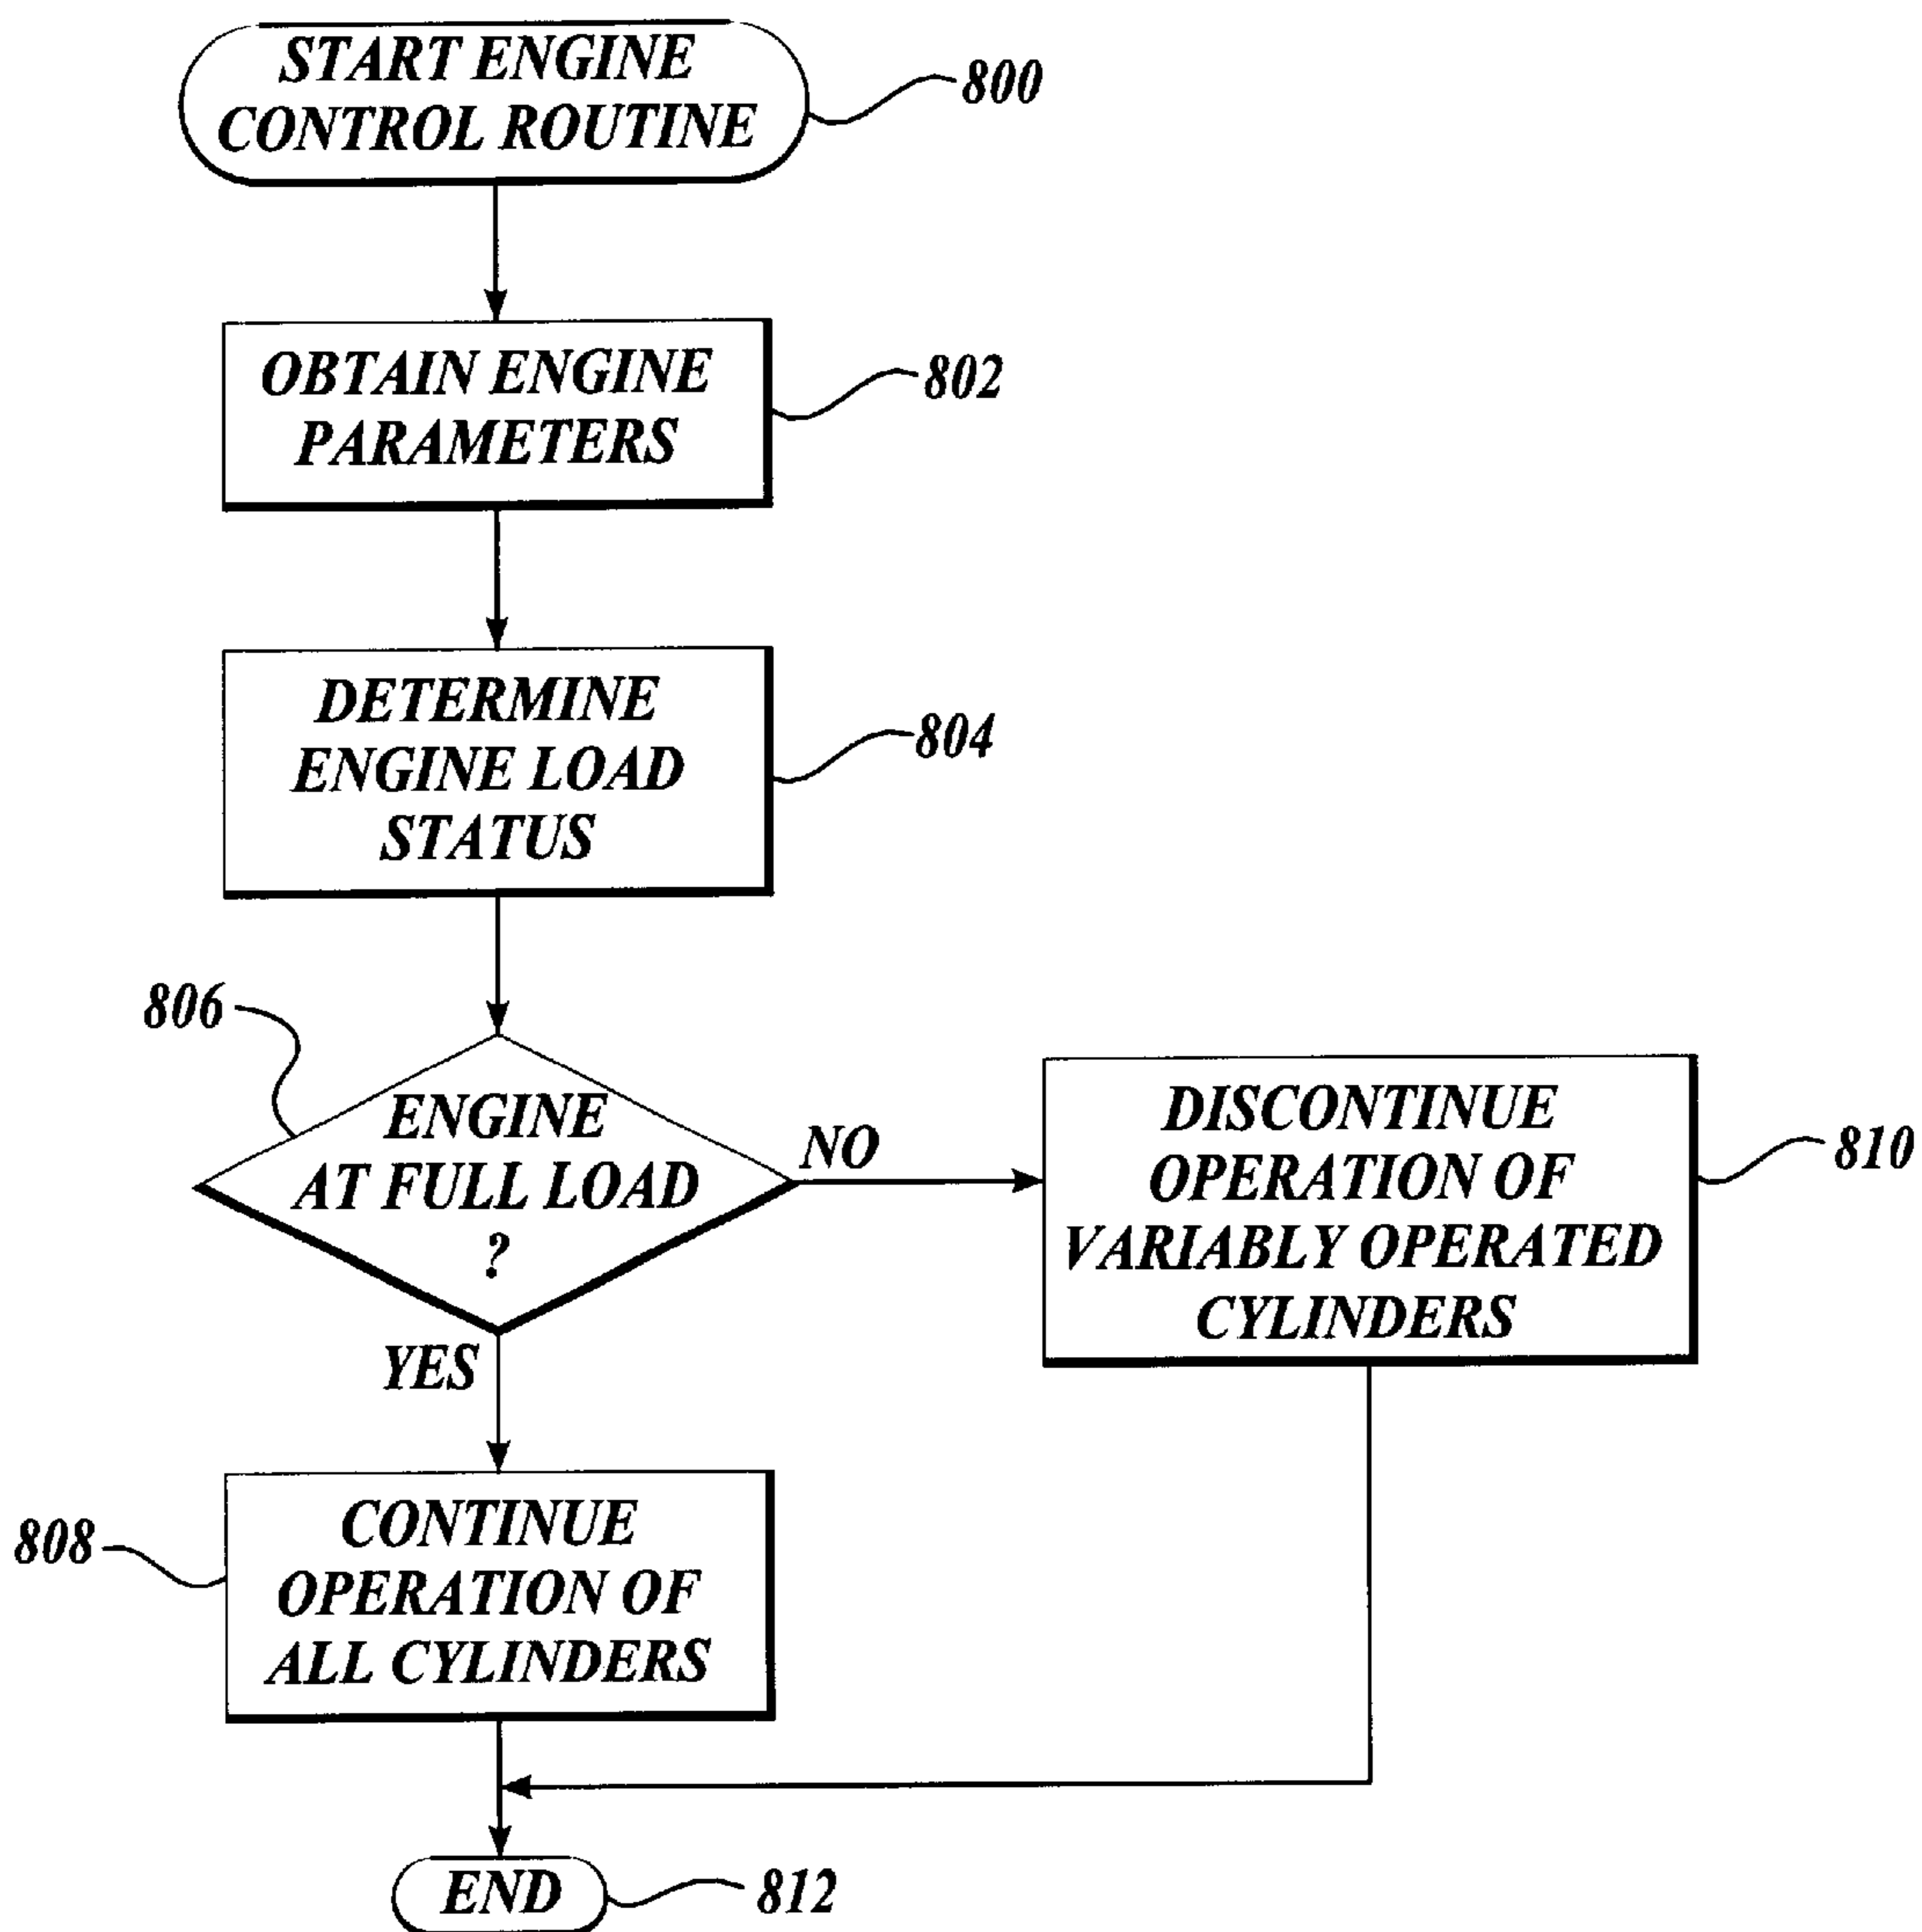 START ENGINE
CONTROL ROUTINE
800
OBTAIN ENGINE
PARAMETERS
802
DETERMINE
ENGINE LOAD
STATUS
804
806
ENGINE
AT FULL LOAD
?
NO
YES
DISCONTINUE
OPERATION OF
VARIABLY OPERATED
CYLINDERS
810
808
CONTINUE
OPERATION OF
ALL CYLINDERS
END
812